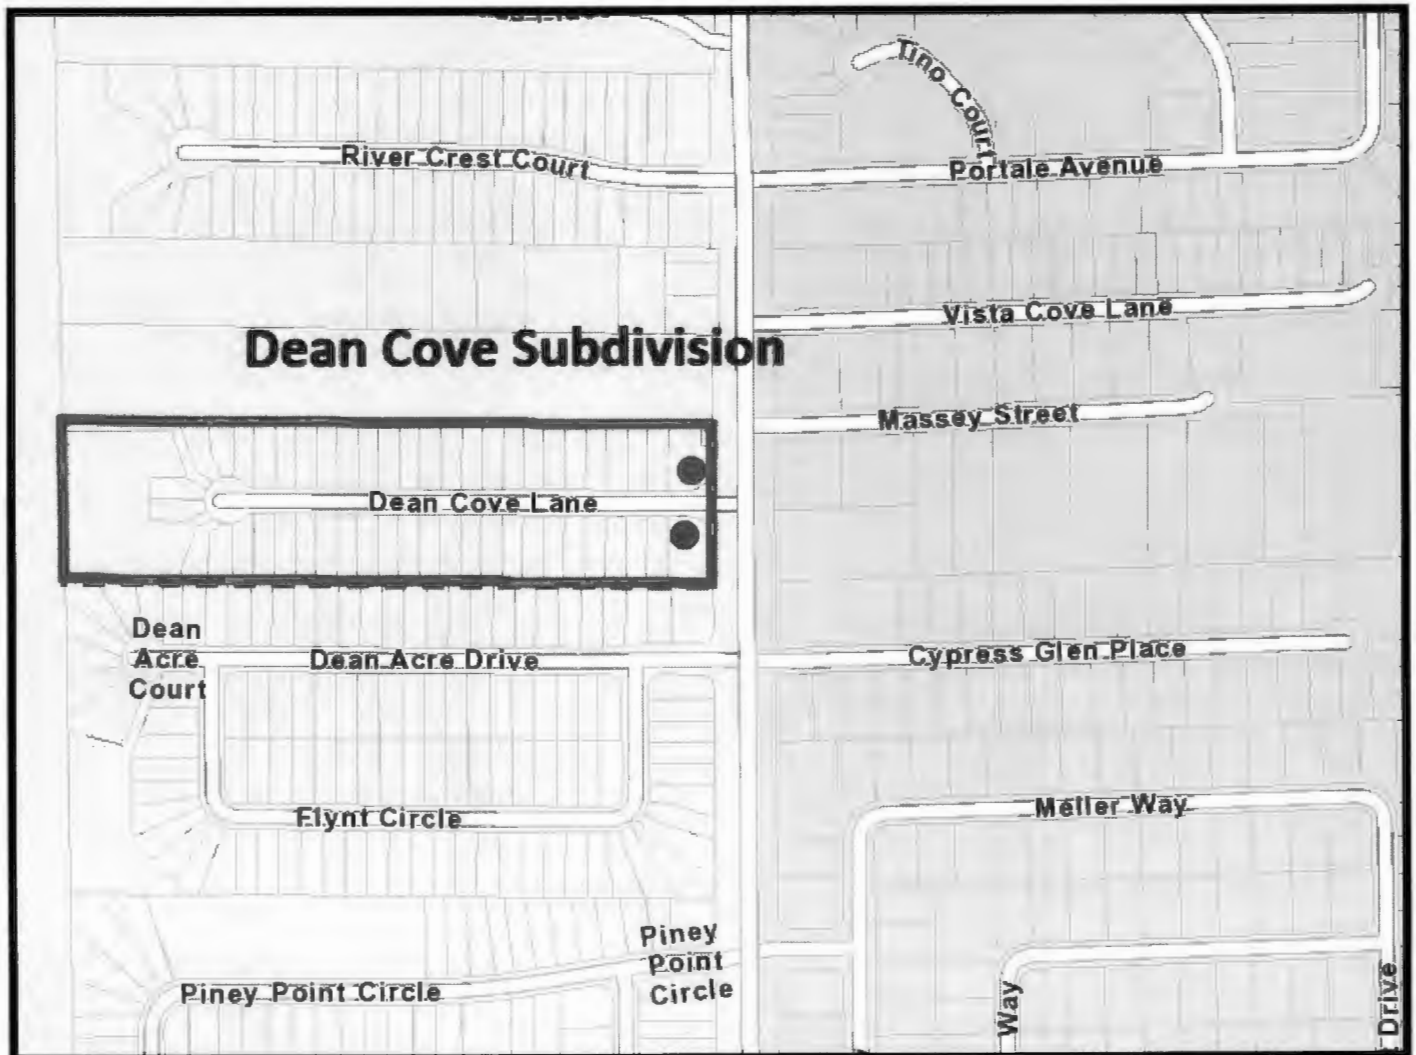 Tino Court
River Crest Court
Portale Avenue
Vista Cove Lane
Dean Cove Subdivision
Massey Street
Dean Cove Lane
Dean
Acre
Court
Dean Acre Drive
Cypress Glen Place
Flynt Circle
Meller Way
Piney
Point
Circle
Piney Point Circle
Way
Drive